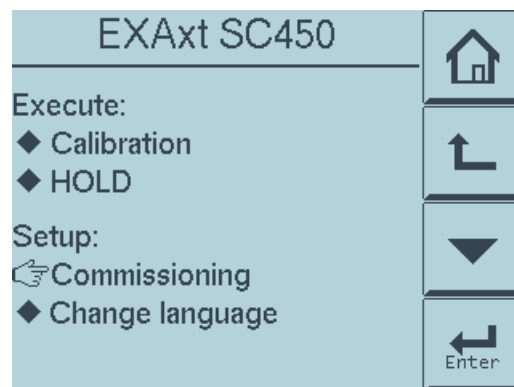 EXAxt SC450
Execute:
Calibration
HOLD
Setup:
Commissioning
Change language
Enter